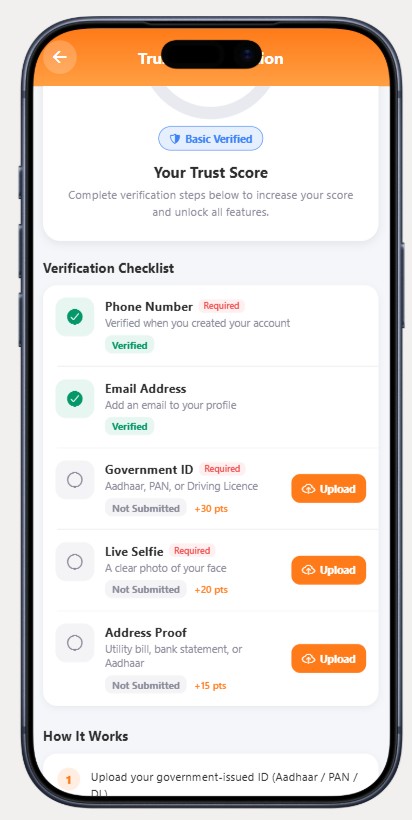 Tru
ion
Basic Verified
Your Trust Score
Complete verification steps below to increase your score
and unlock all features.
Verification Checklist
Phone Number Required
Verified when you created your account
Verified
Email Address
Add an email to your profile
Verified
Government ID Required
Aadhaar, PAN, or Driving Licence
Not Submitted +30 pts
Upload
Live Selfie Required
A clear photo of your face
Not Submitted +20 pts
Upload
Address Proof
Utility bill, bank statement, or
Aadhaar
Not Submitted +15 pts
Upload
How It Works
1 Upload your government-issued ID (Aadhaar / PAN /
DL)